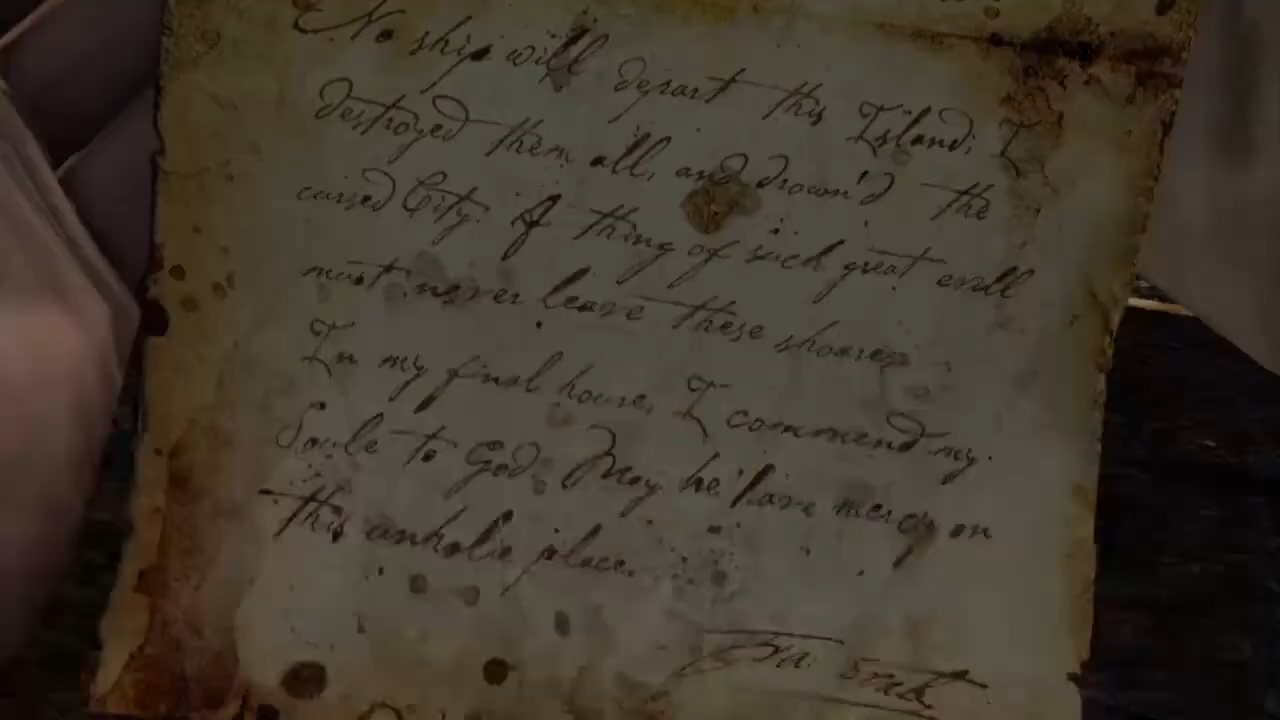 No ship will depart this Island; I
destroyed them all, and drown'd the
cursed City. A thing of such great evill
must never leave these shoares.
In my final houre, I commend my
Soule to God. May he have mercy on
this unholie place.
Fra: